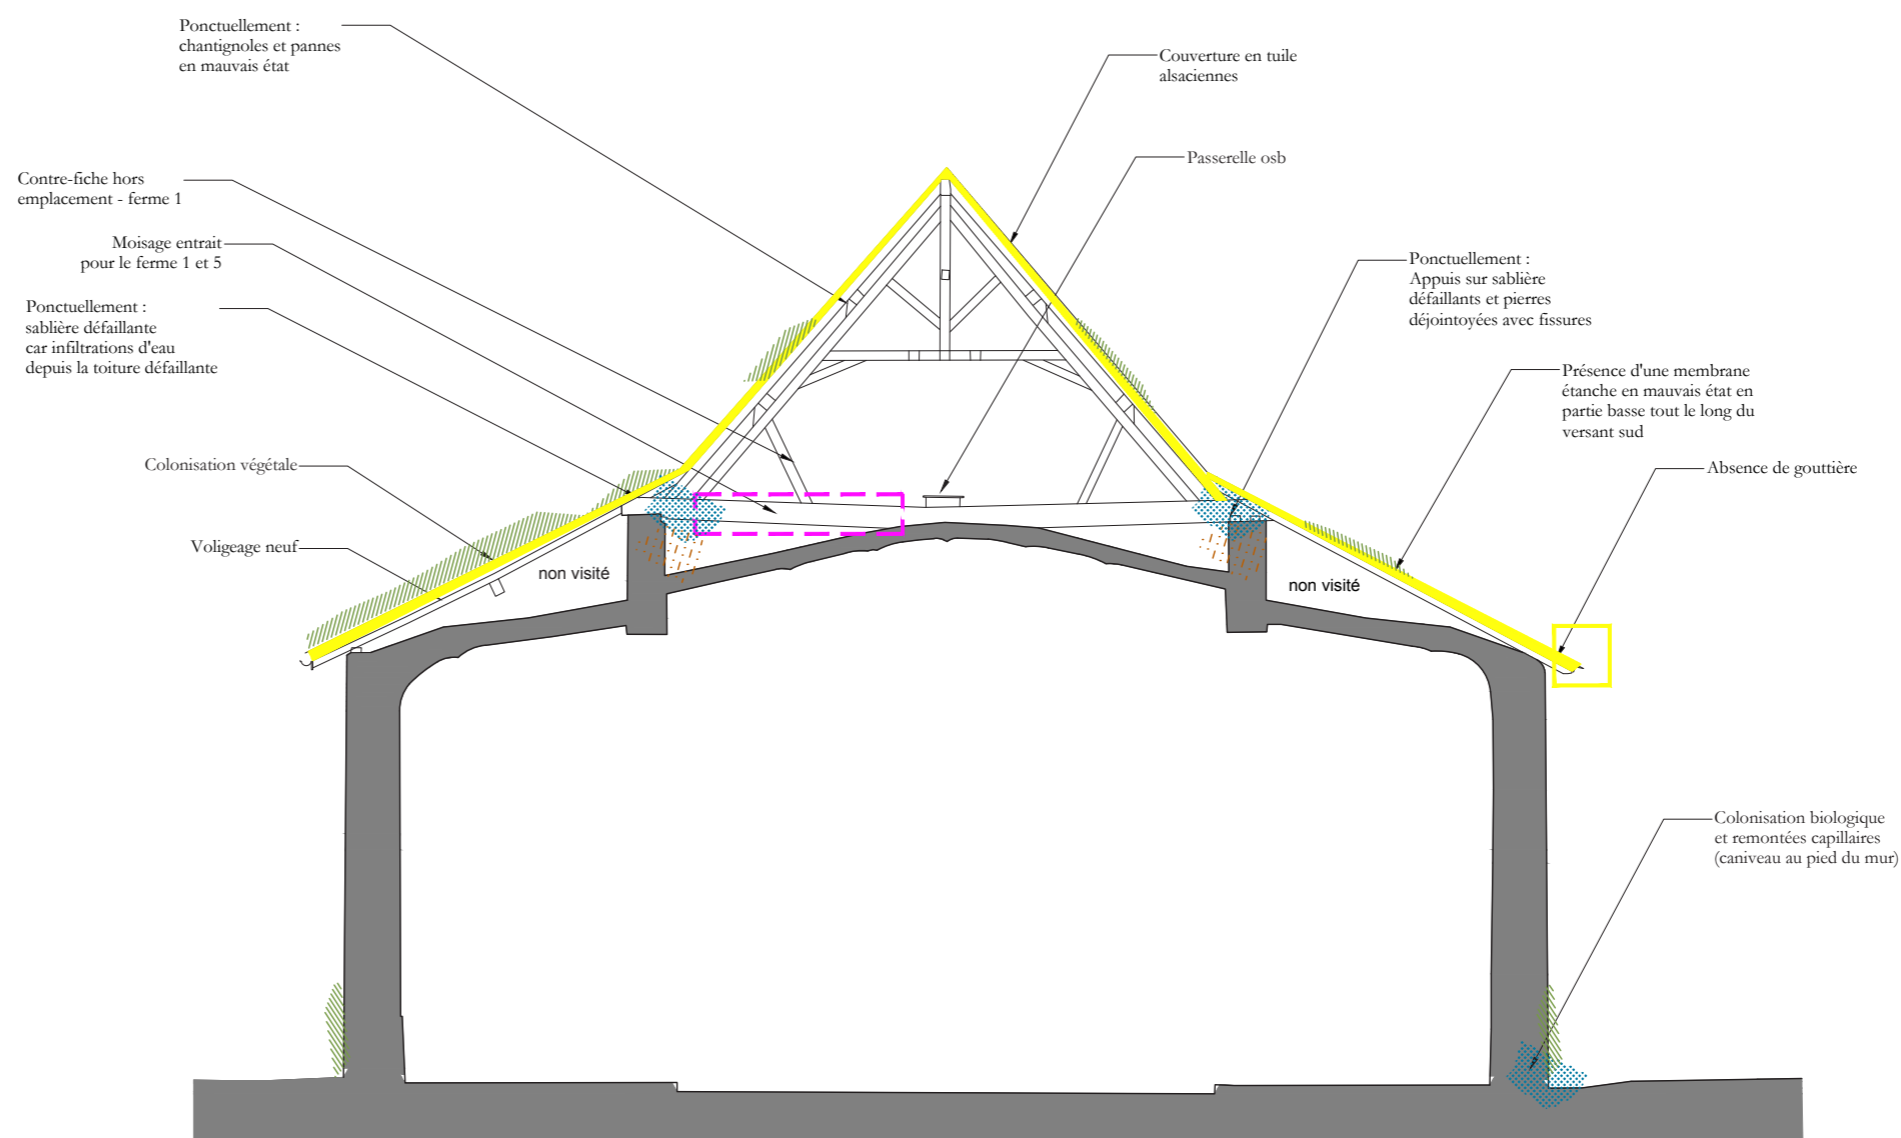 Ponctuellement :
chantignoles et pannes
en mauvais état
Contre-fiche hors
emplacement - ferme 1
Moisage entrait
pour le ferme 1 et 5
Ponctuellement :
sablière défaillante
car infiltrations d'eau
depuis la toiture défaillante
Colonisation végétale
Voligeage neuf
non visité
Couverture en tuile
alsaciennes
Passerelle osb
Ponctuellement :
Appuis sur sablière
défaillants et pierres
déjointoyées avec fissures
Présence d'une membrane
étanche en mauvais état en
partie basse tout le long du
versant sud
Absence de gouttière
non visité
Colonisation biologique
et remontées capillaires
(caniveau au pied du mur)